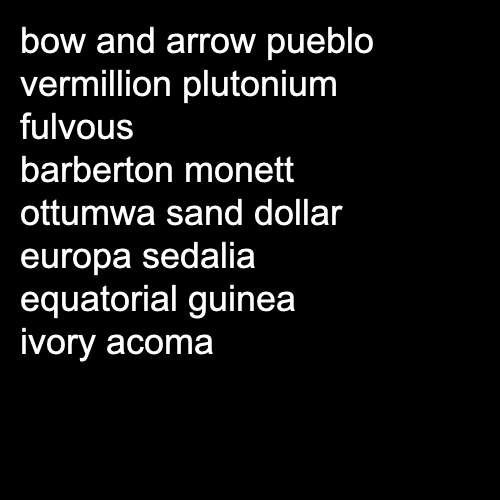 bow and arrow pueblo
vermillion plutonium
fulvous
barberton monett
ottumwa sand dollar
europa sedalia
equatorial guinea
ivory acoma